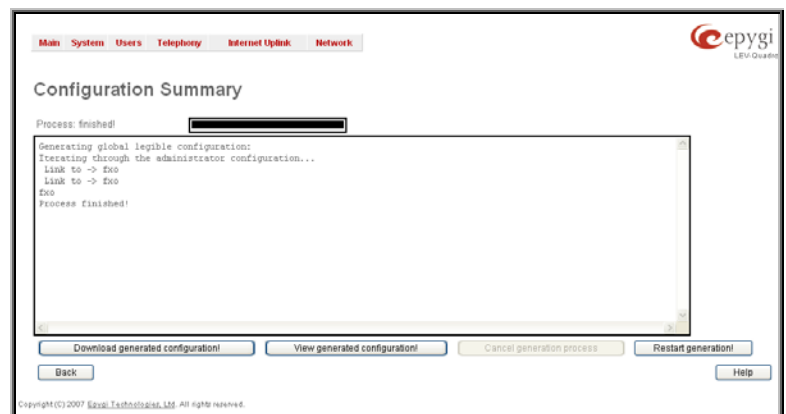 Main System Users Telephony Internet Uplink Network
epygi
LEVI Quadro
Configuration Summary
Process: finished!
Generating global legible configuration:
Iterating through the administrator configuration...
Link to -> fxo
Link to -> fxo
fxo
Process finished!
Download generated configuration! View generated configuration! Cancel generation process Restart generation!
Back Help
Copyright (C) 2007 Epygi Technologies, Ltd. All rights reserved.